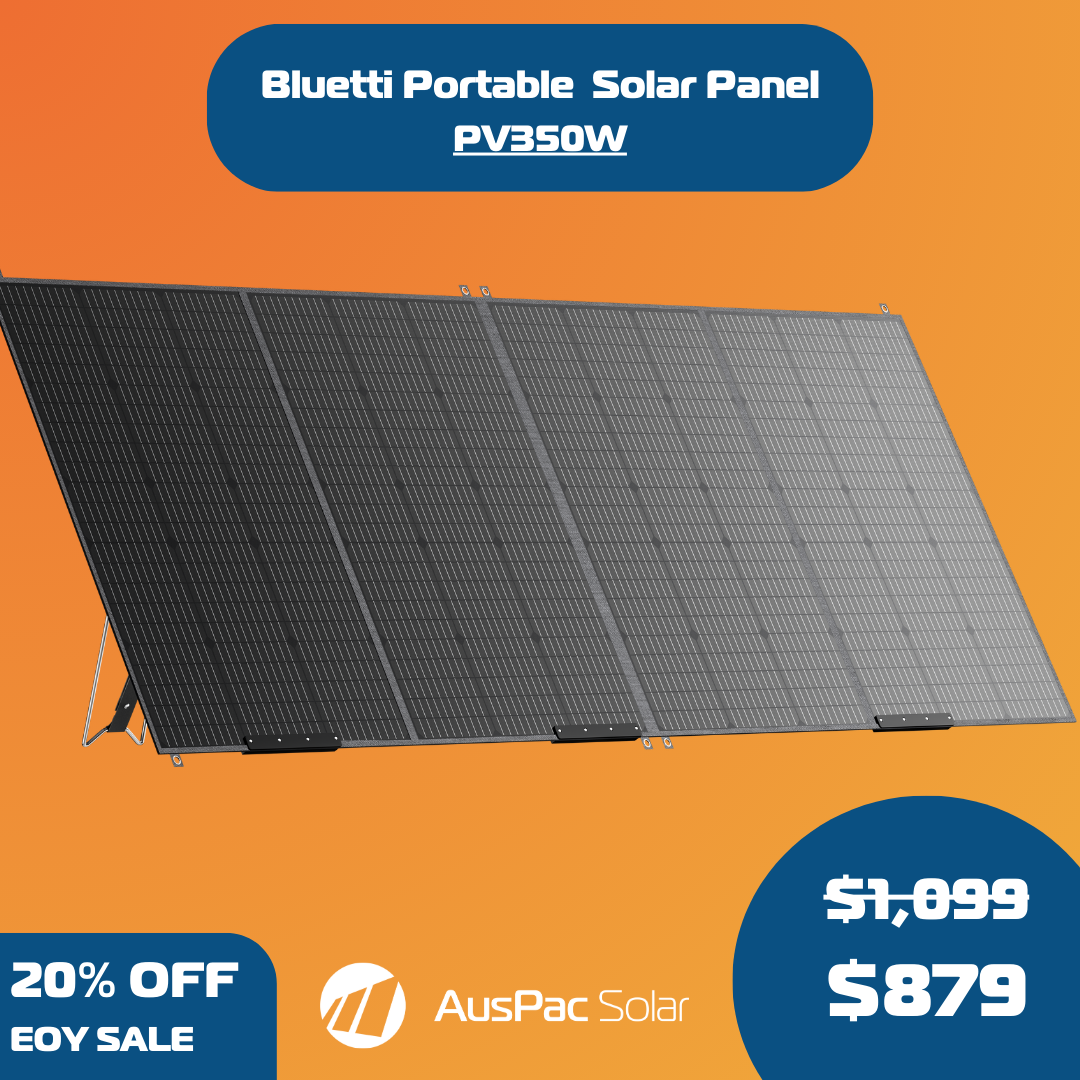 Bluetti Portable Solar Panel
PV350W
$1,099
$879
20% OFF
EOY SALE
AusPac Solar